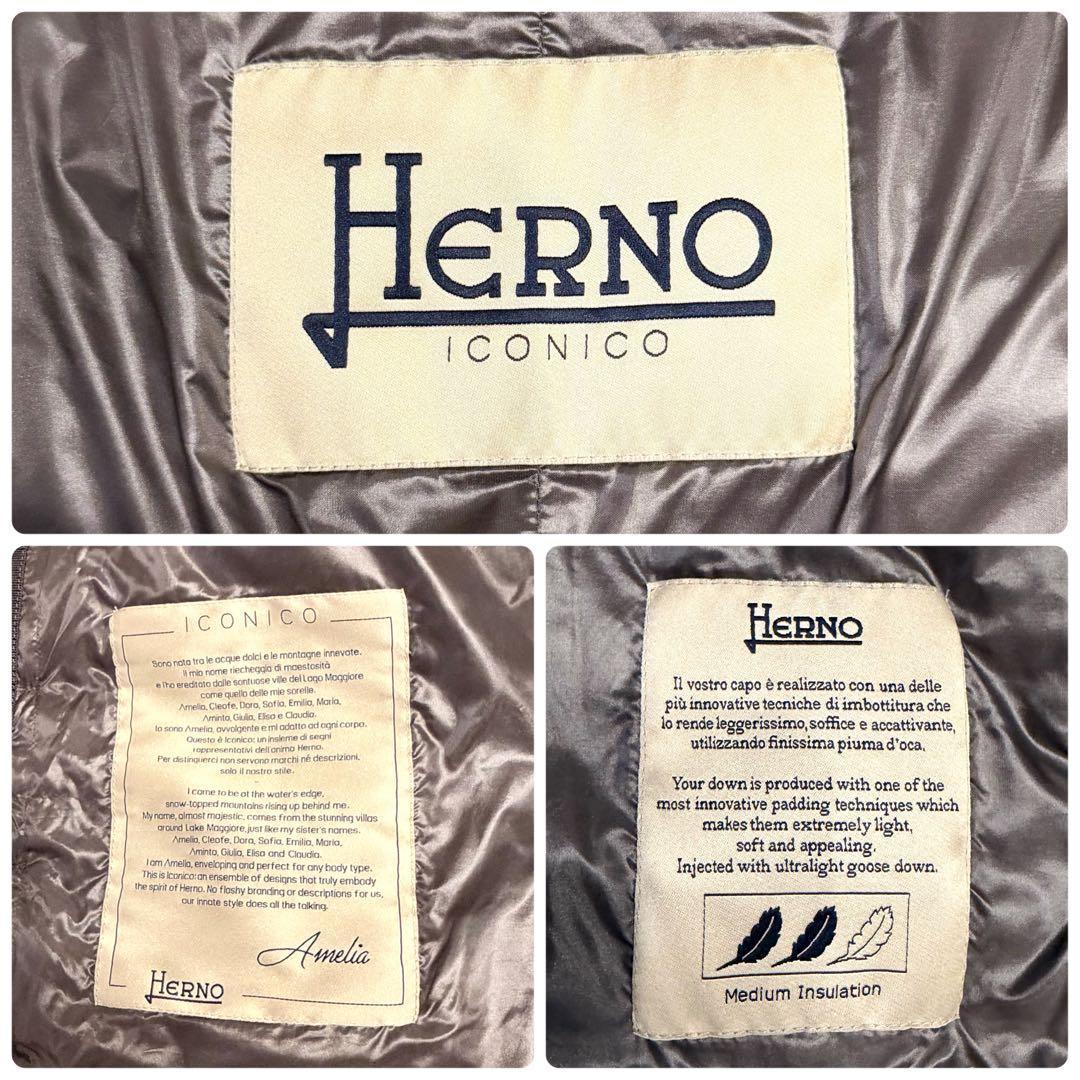 HERNO
ICONICO
ICONICO
Sono nata tra le acque dolci e le montagne innevate.
Il mio nome riecheggia di maestosità
e l'ho ereditato dalle sontuose ville del Lago Maggiore
come quello delle mie sorelle.
Amelia, Cleofe, Dora, Sofia, Emilia, Maria,
Aminta, Giulia, Elisa e Claudia.
Io sono Amelia, avvolgente e mi adatto ad ogni corpo.
Questo è Iconico: un insieme di segni
rappresentativi dell'anima Herno.
Per distinguerci non servono marchi né descrizioni,
solo il nostro stile.
-
I came to be at the water's edge,
snow-topped mountains rising up behind me.
My name, almost majestic, comes from the stunning villas
around Lake Maggiore, just like my sister's names.
Amelia, Cleofe, Dora, Sofia, Emilia, Maria,
Aminta, Giulia, Elisa and Claudia.
I am Amelia, enveloping and perfect for any body type.
This is Iconico: an ensemble of designs that truly embody
the spirit of Herno. No flashy branding or descriptions for us,
our innate style does all the talking.
Amelia
HERNO
HERNO
Il vostro capo è realizzato con una delle
più innovative tecniche di imbottitura che
lo rende leggerissimo, soffice e accattivante,
utilizzando finissima piuma d'oca.
Your down is produced with one of the
most innovative padding techniques which
makes them extremely light,
soft and appealing.
Injected with ultralight goose down.
Medium Insulation